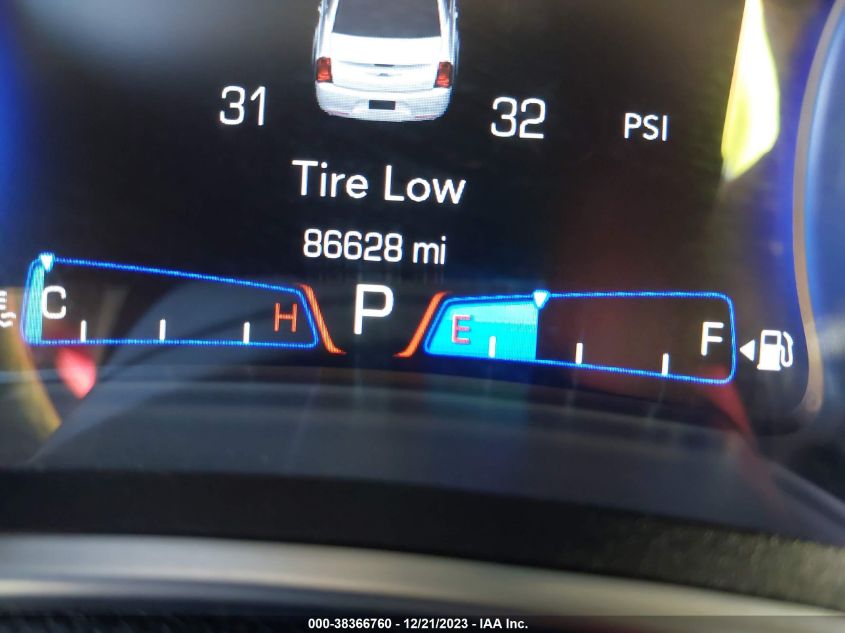 31 32 PSI
Tire Low
86628 mi
C H P E F
000-38366760 - 12/21/2023 - IAA Inc.